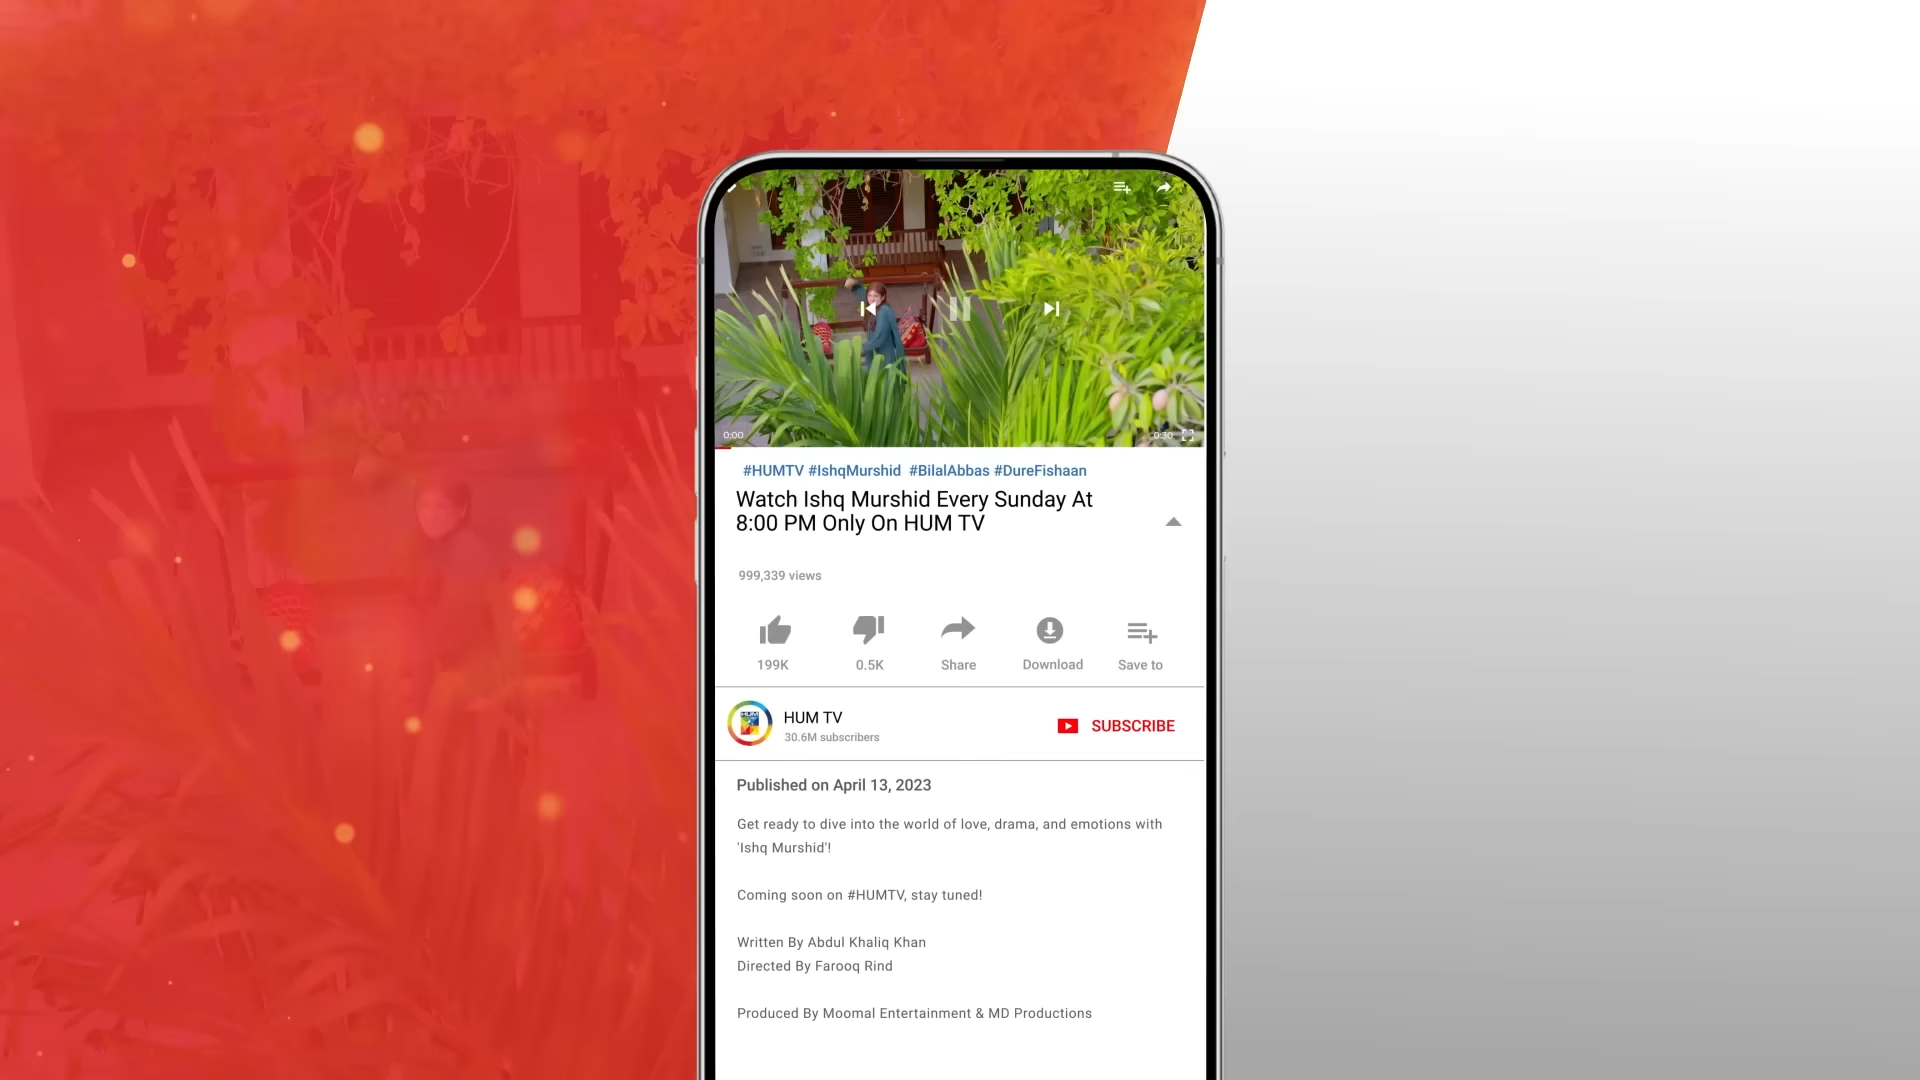 0:00
0:30
#HUMTV #IshqMurshid #BilalAbbas #DureFishaan
Watch Ishq Murshid Every Sunday At
8:00 PM Only On HUM TV
999,339 views
199K
0.5K
Share
Download
Save to
HUM
HUM TV
30.6M subscribers
SUBSCRIBE
Published on April 13, 2023
Get ready to dive into the world of love, drama, and emotions with
'Ishq Murshid'!
Coming soon on #HUMTV, stay tuned!
Written By Abdul Khaliq Khan
Directed By Farooq Rind
Produced By Moomal Entertainment & MD Productions